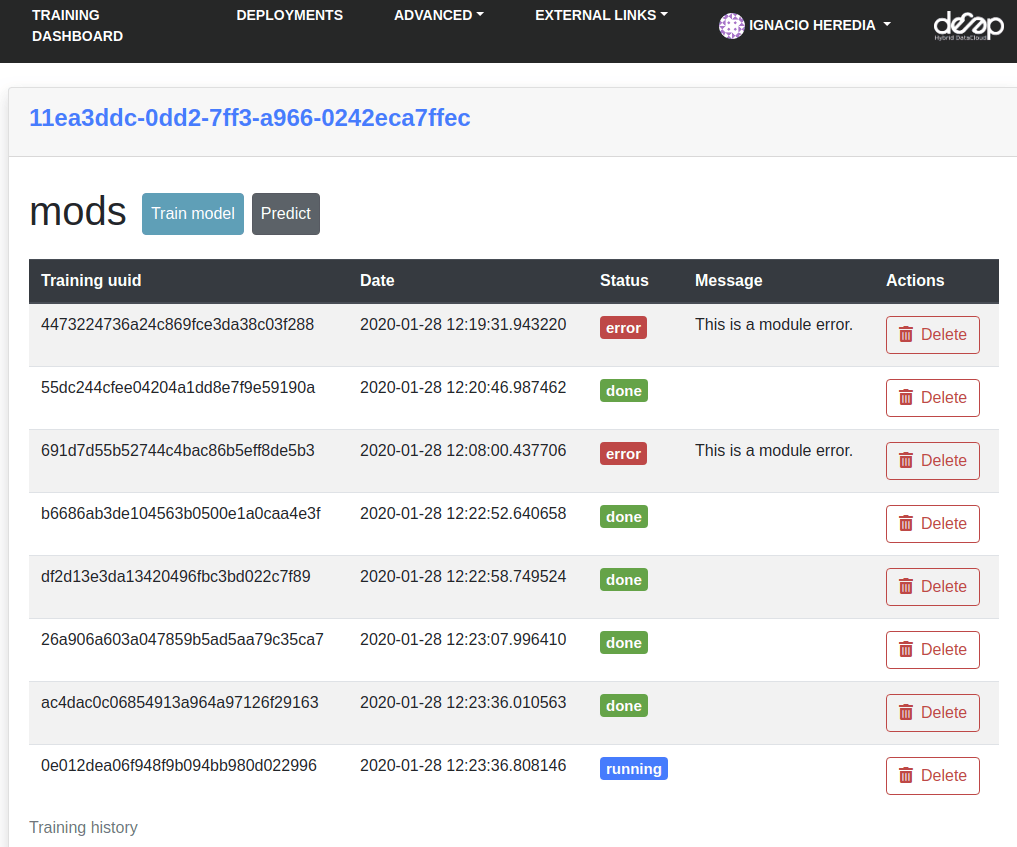 TRAINING DASHBOARD DEPLOYMENTS ADVANCED EXTERNAL LINKS IGNACIO HEREDIA deep
Hybrid DataCloud
11ea3ddc-0dd2-7ff3-a966-0242eca7ffec
mods Train model Predict
Training uuid Date Status Message Actions
4473224736a24c869fce3da38c03f288 2020-01-28 12:19:31.943220 error This is a module error. Delete
55dc244cfee04204a1dd8e7f9e59190a 2020-01-28 12:20:46.987462 done Delete
691d7d55b52744c4bac86b5eff8de5b3 2020-01-28 12:08:00.437706 error This is a module error. Delete
b6686ab3de104563b0500e1a0caa4e3f 2020-01-28 12:22:52.640658 done Delete
df2d13e3da13420496fbc3bd022c7f89 2020-01-28 12:22:58.749524 done Delete
26a906a603a047859b5ad5aa79c35ca7 2020-01-28 12:23:07.996410 done Delete
ac4dac0c06854913a964a97126f29163 2020-01-28 12:23:36.010563 done Delete
0e012dea06f948f9b094bb980d022996 2020-01-28 12:23:36.808146 running Delete
Training history